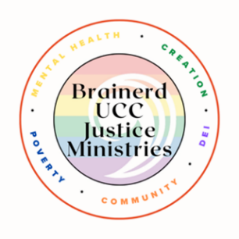 MENTAL HEALTH
CREATION
DEI
COMMUNITY
POVERTY
Brainerd
UCC
Justice
Ministries